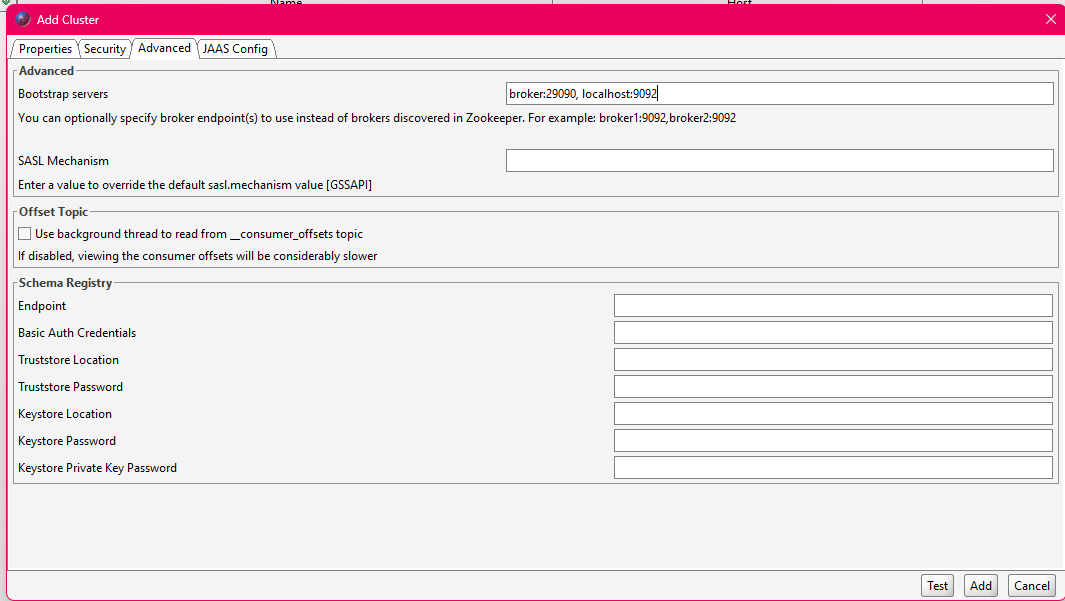 Name Host
Add Cluster
Properties Security Advanced JAAS Config
Advanced
Bootstrap servers broker:29090, localhost:9092
You can optionally specify broker endpoint(s) to use instead of brokers discovered in Zookeeper. For example: broker1:9092,broker2:9092
SASL Mechanism
Enter a value to override the default sasl.mechanism value [GSSAPI]
Offset Topic
Use background thread to read from __consumer_offsets topic
If disabled, viewing the consumer offsets will be considerably slower
Schema Registry
Endpoint
Basic Auth Credentials
Truststore Location
Truststore Password
Keystore Location
Keystore Password
Keystore Private Key Password
Test Add Cancel